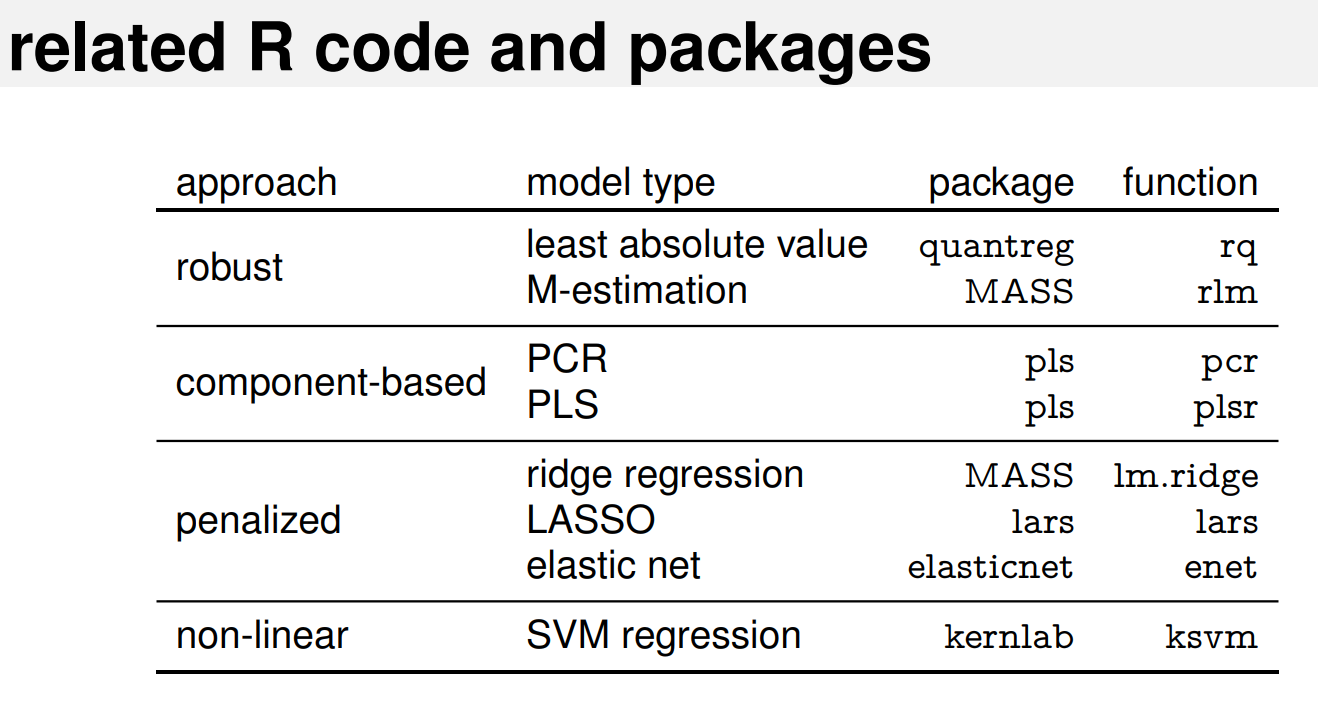 related R code and packages
approach model type package function
robust
least absolute value quantreg rq
M-estimation MASS rlm
component-based
PCR pls pcr
PLS pls plsr
penalized
ridge regression MASS lm.ridge
LASSO lars lars
elastic net elasticnet enet
non-linear SVM regression kernlab ksvm